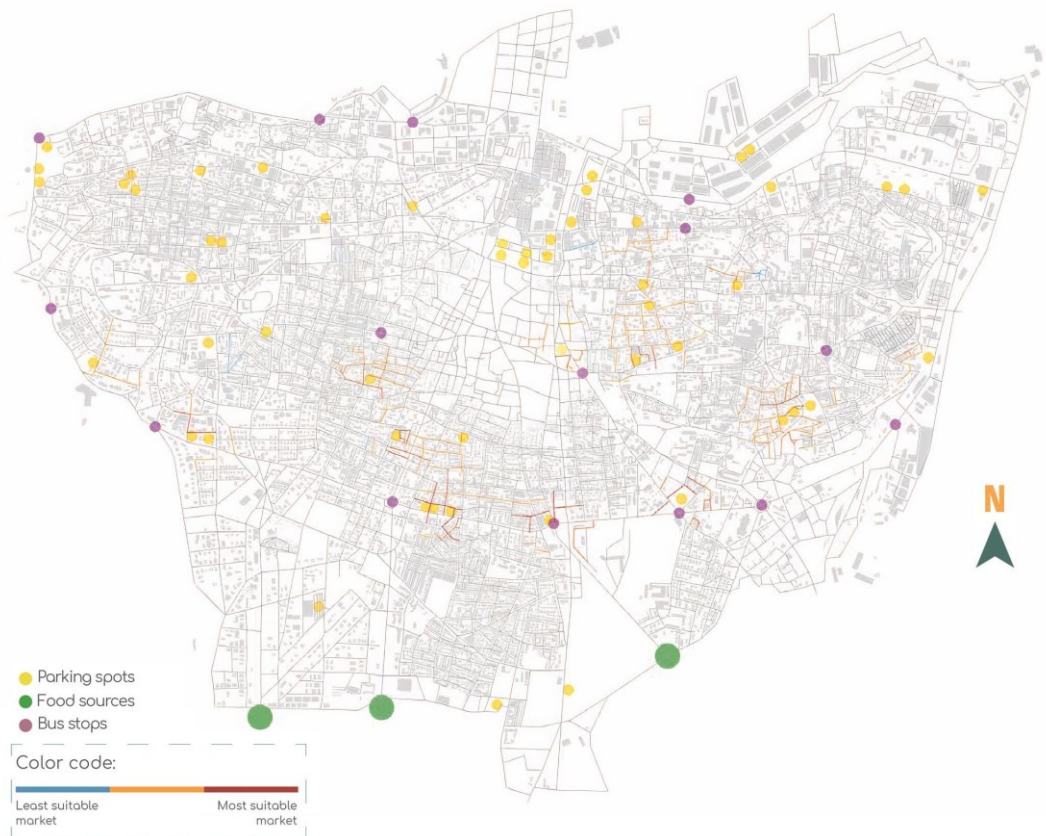 N
Parking spots
Food sources
Bus stops
Color code:
Least suitable
market
Most suitable
market